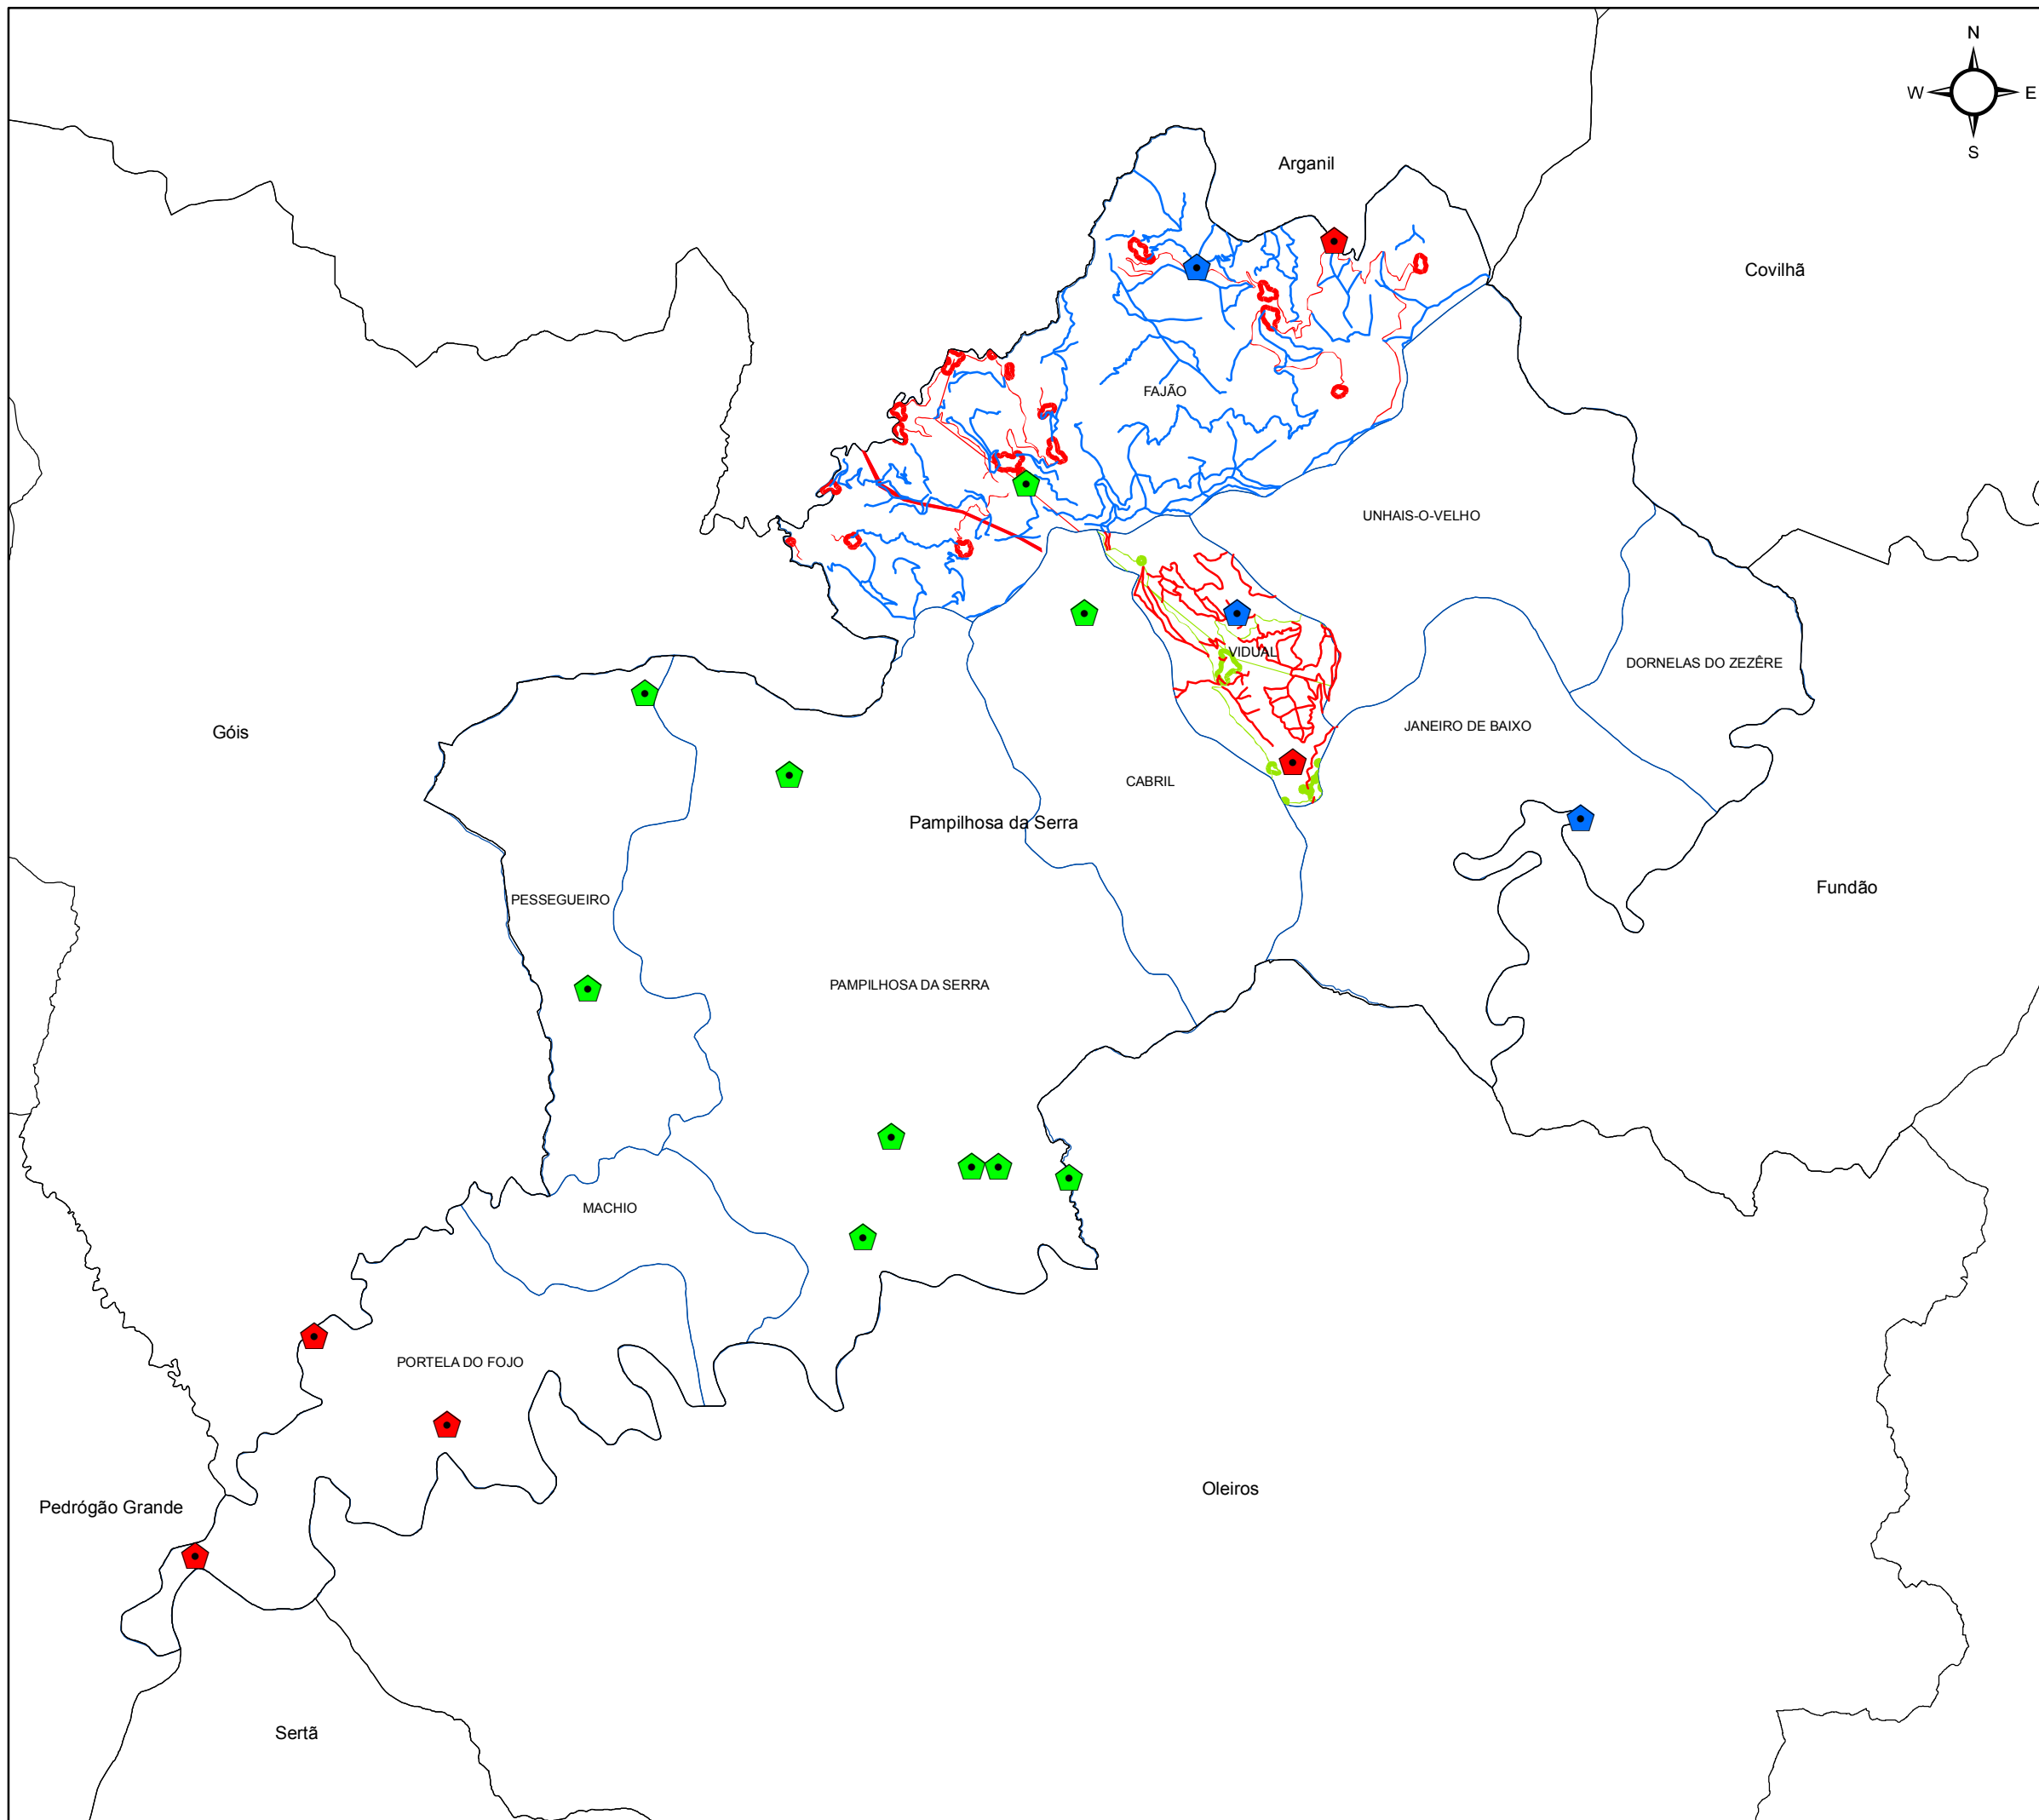 N
W
E
S
Arganil
Covilhã
FAJÃO
UNHAIS-O-VELHO
VIDUAL
DORNELAS DO ZEZÊRE
Góis
JANEIRO DE BAIXO
CABRIL
Pampilhosa da Serra
Fundão
PESSEGUEIRO
PAMPILHOSA DA SERRA
MACHIO
PORTELA DO FOJO
Oleiros
Pedrógão Grande
Sertã